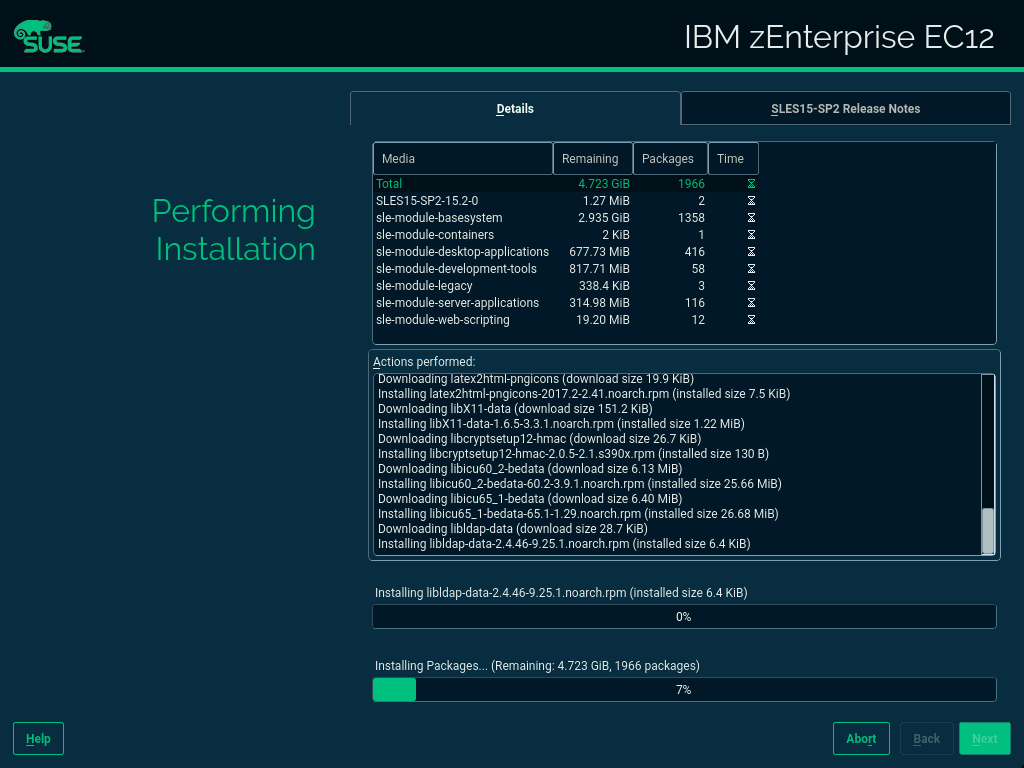 SUSE
IBM zEnterprise EC12
Details
SLES15-SP2 Release Notes
Performing
Installation
Media Remaining Packages Time
Total 4.723 GiB 1966
SLES15-SP2-15.2-0 1.27 MiB 2
sle-module-basesystem 2.935 GiB 1358
sle-module-containers 2 KiB 1
sle-module-desktop-applications 677.73 MiB 416
sle-module-development-tools 817.71 MiB 58
sle-module-legacy 338.4 KiB 3
sle-module-server-applications 314.98 MiB 116
sle-module-web-scripting 19.20 MiB 12
Actions performed:
Downloading latex2html-pngicons (download size 19.9 KiB)
Installing latex2html-pngicons-2017.2-2.41.noarch.rpm (installed size 7.5 KiB)
Downloading libX11-data (download size 151.2 KiB)
Installing libX11-data-1.6.5-3.3.1.noarch.rpm (installed size 1.22 MiB)
Downloading libcryptsetup12-hmac (download size 26.7 KiB)
Installing libcryptsetup12-hmac-2.0.5-2.1.s390x.rpm (installed size 130 B)
Downloading libicu60_2-bedata (download size 6.13 MiB)
Installing libicu60_2-bedata-60.2-3.9.1.noarch.rpm (installed size 25.66 MiB)
Downloading libicu65_1-bedata (download size 6.40 MiB)
Installing libicu65_1-bedata-65.1-1.29.noarch.rpm (installed size 26.68 MiB)
Downloading libldap-data (download size 28.7 KiB)
Installing libldap-data-2.4.46-9.25.1.noarch.rpm (installed size 6.4 KiB)
Installing libldap-data-2.4.46-9.25.1.noarch.rpm (installed size 6.4 KiB)
0%
Installing Packages... (Remaining: 4.723 GiB, 1966 packages)
7%
Help
Abort
Back
Next